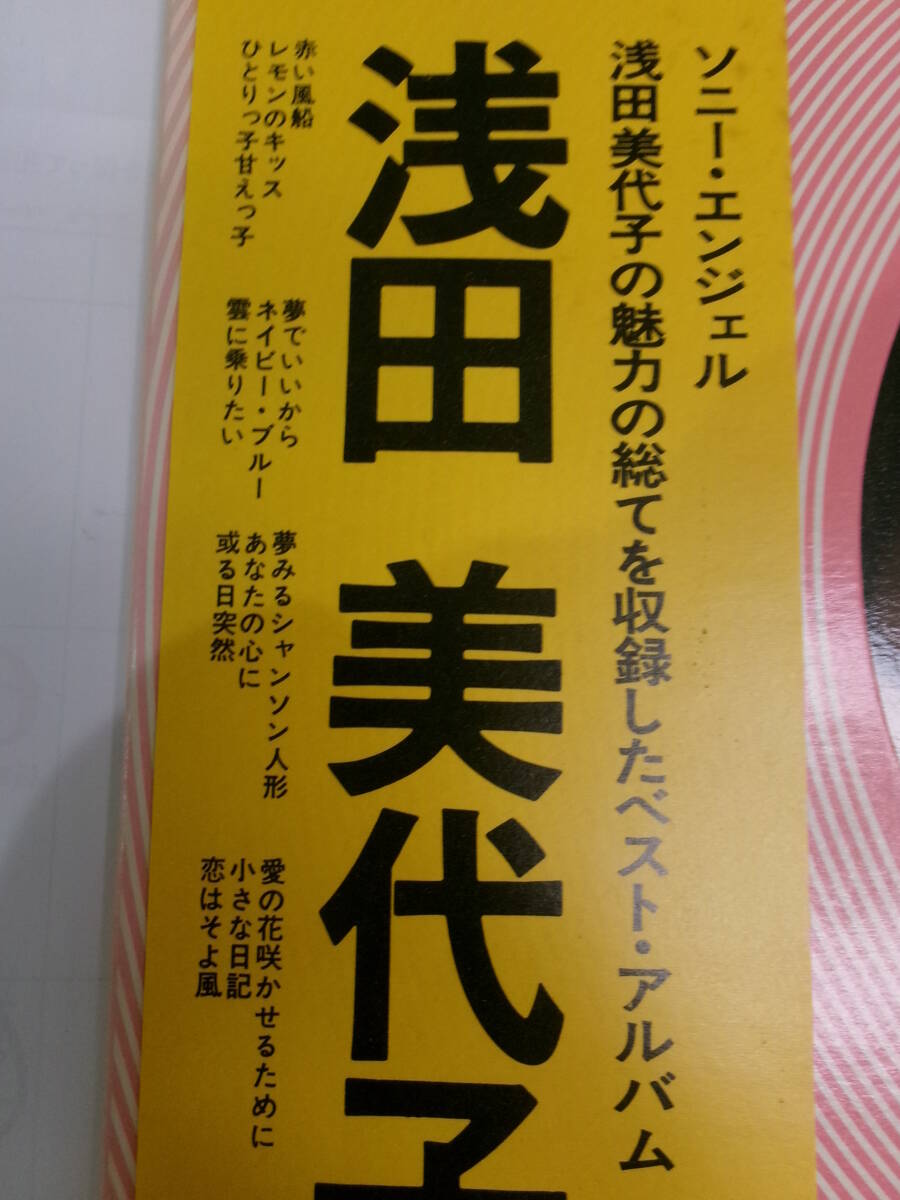 ソニー・エンジェル
浅田美代子の魅力の総てを収録したベスト・アルバム
浅田 美代子
赤い風船
レモンのキッス
ひとりっ子甘えっ子
夢でいいから
ネイビー・ブルー
雲に乗りたい
夢みるシャンソン人形
あなたの心に
或る日突然
愛の花咲かせるために
小さな日記
恋はそよ風